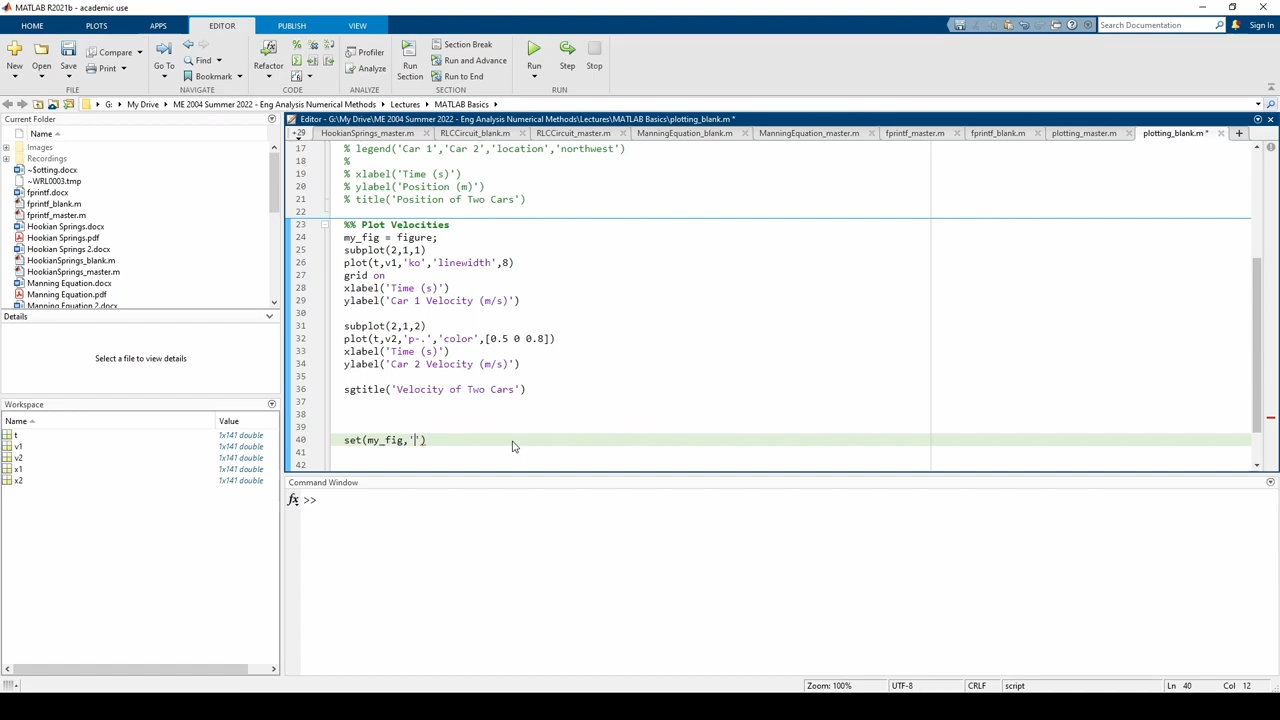 MATLAB R2021b - academic use
HOME PLOTS APPS EDITOR PUBLISH VIEW
Search Documentation Sign In
New Open Save Compare Print Go To Find Bookmark Refactor Profiler Analyze Run Section Section Break Run and Advance Run to End Run Step Stop
FILE NAVIGATE CODE ANALYZE SECTION RUN
G: My Drive ME 2004 Summer 2022 - Eng Analysis Numerical Methods Lectures MATLAB Basics
Current Folder
Name
Images
Recordings
~$otting.docx
~WRL0003.tmp
fprintf.docx
fprintf_blank.m
fprintf_master.m
Hookian Springs.docx
Hookian Springs.pdf
Hookian Springs 2.docx
HookianSprings_blank.m
HookianSprings_master.m
Manning Equation.docx
Manning Equation.pdf
Manning Equation 2.docx
Details
Select a file to view details
Workspace
Name Value
t 1x141 double
v1 1x141 double
v2 1x141 double
x1 1x141 double
x2 1x141 double
Editor - G:\My Drive\ME 2004 Summer 2022 - Eng Analysis Numerical Methods\Lectures\MATLAB Basics\plotting_blank.m *
+29 HookianSprings_master.m RLCCircuit_blank.m RLCCircuit_master.m ManningEquation_blank.m ManningEquation_master.m fprintf_master.m fprintf_blank.m plotting_master.m plotting_blank.m *
17 % legend('Car 1','Car 2','location','northwest')
18 %
19 % xlabel('Time (s)')
20 % ylabel('Position (m)')
21 % title('Position of Two Cars')
22
23 %% Plot Velocities
24 my_fig = figure;
25 subplot(2,1,1)
26 plot(t,v1,'ko','linewidth',8)
27 grid on
28 xlabel('Time (s)')
29 ylabel('Car 1 Velocity (m/s)')
30
31 subplot(2,1,2)
32 plot(t,v2,'p-.','color',[0.5 0 0.8])
33 xlabel('Time (s)')
34 ylabel('Car 2 Velocity (m/s)')
35
36 sgtitle('Velocity of Two Cars')
37
38
39
40 set(my_fig,'')
41
42
Command Window
fx >>
Zoom: 100% UTF-8 CRLF script Ln 40 Col 12